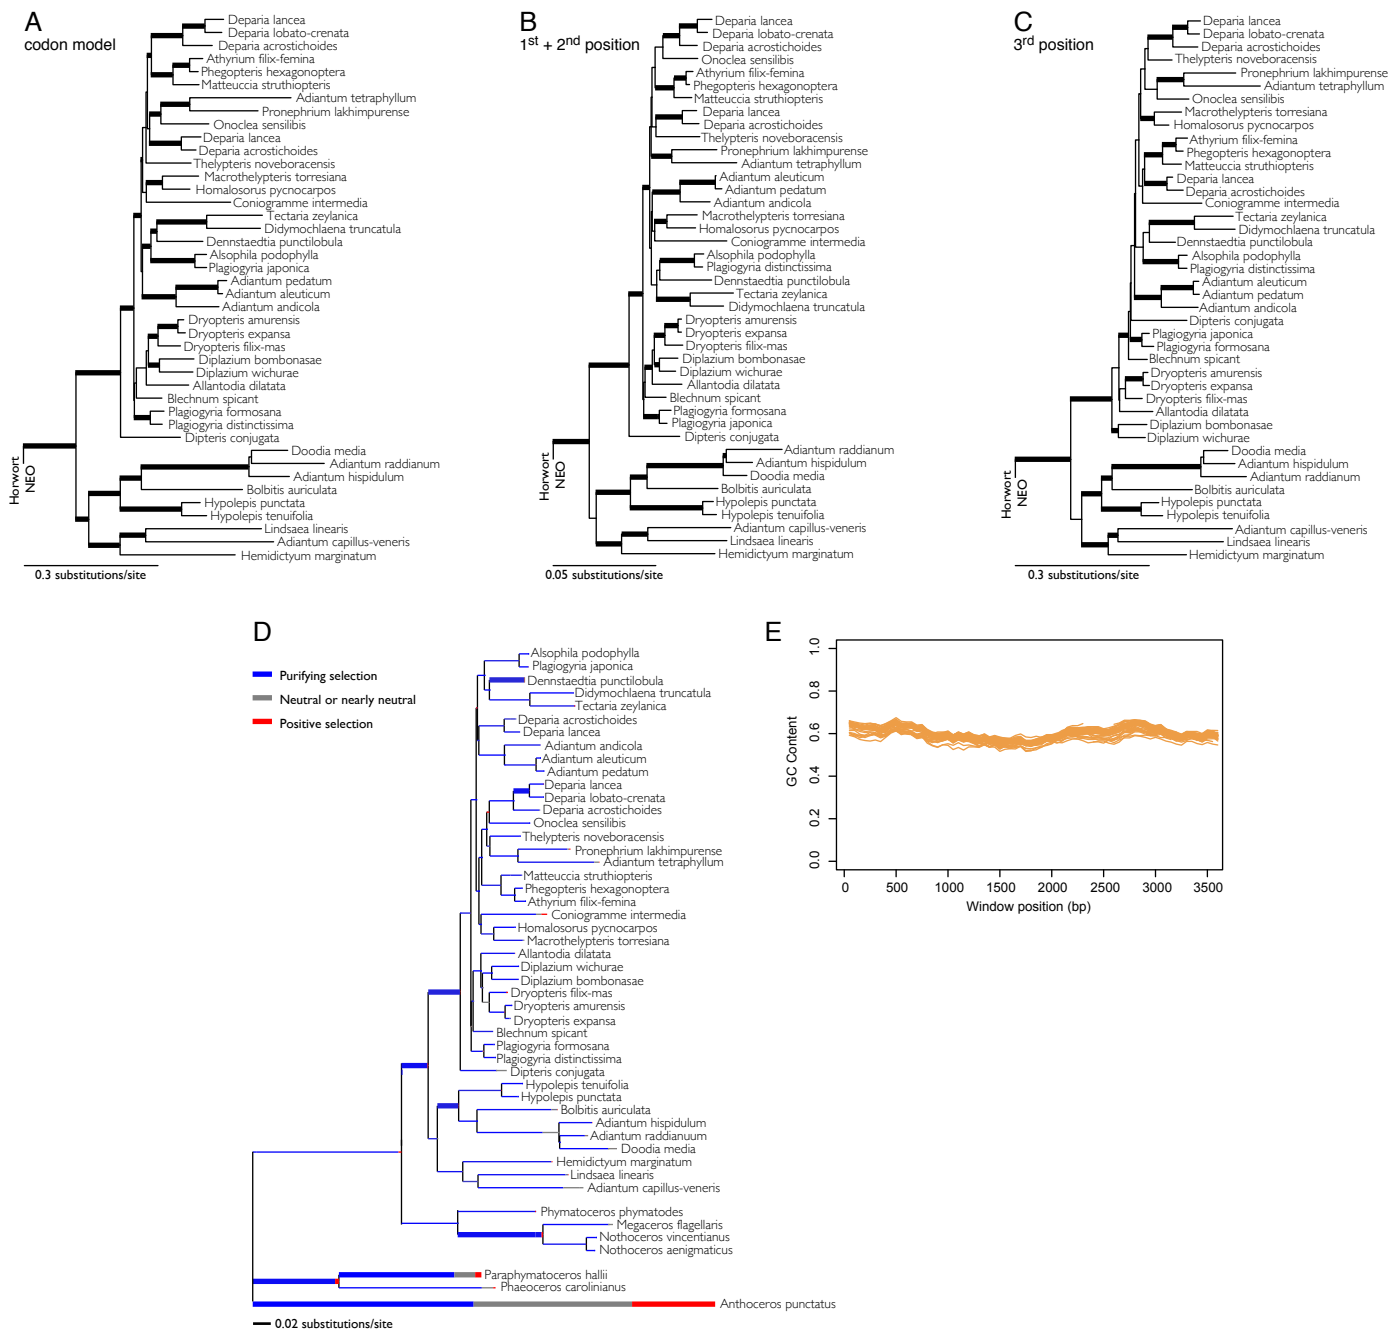 A
codon model
Deparia lancea
Deparia lobato-crenata
Deparia acrostichoides
Athyrium filix-femina
Phegopteris hexagonoptera
Matteuccia struthiopteris
Adiantum tetraphyllum
Pronephrium lakhimpurense
Onoclea sensilibis
Deparia lancea
Deparia acrostichoides
Thelypteris noveboracensis
Macrothelypteris torresiana
Homalosorus pycnocarpos
Coniogramme intermedia
Tectaria zeylanica
Didymochlaena truncatula
Dennstaedtia punctilobula
Alsophila podophylla
Plagiogyria japonica
Adiantum pedatum
Adiantum aleuticum
Adiantum andicola
Dryopteris amurensis
Dryopteris expansa
Dryopteris filix-mas
Diplazium bombonasae
Diplazium wichurae
Allantodia dilatata
Blechnum spicant
Plagiogyria formosana
Plagiogyria distinctissima
Dipteris conjugata
Doodia media
Adiantum raddianum
Adiantum hispidulum
Bolbitis auriculata
Hypolepis punctata
Hypolepis tenuifolia
Lindsaea linearis
Adiantum capillus-veneris
Hemidictyum marginatum
Horwort
NEO
0.3 substitutions/site
B
1st + 2nd position
Deparia lancea
Deparia lobato-crenata
Deparia acrostichoides
Onoclea sensilibis
Athyrium filix-femina
Phegopteris hexagonoptera
Matteuccia struthiopteris
Deparia lancea
Deparia acrostichoides
Thelypteris noveboracensis
Pronephrium lakhimpurense
Adiantum tetraphyllum
Adiantum aleuticum
Adiantum pedatum
Adiantum andicola
Macrothelypteris torresiana
Homalosorus pycnocarpos
Coniogramme intermedia
Alsophila podophylla
Plagiogyria distinctissima
Dennstaedtia punctilobula
Tectaria zeylanica
Didymochlaena truncatula
Dryopteris amurensis
Dryopteris expansa
Dryopteris filix-mas
Diplazium bombonasae
Diplazium wichurae
Allantodia dilatata
Blechnum spicant
Plagiogyria formosana
Plagiogyria japonica
Dipteris conjugata
Adiantum raddianum
Adiantum hispidulum
Doodia media
Bolbitis auriculata
Hypolepis punctata
Hypolepis tenuifolia
Adiantum capillus-veneris
Lindsaea linearis
Hemidictyum marginatum
Horwort
NEO
0.05 substitutions/site
C
3rd position
Deparia lancea
Deparia lobato-crenata
Deparia acrostichoides
Thelypteris noveboracensis
Pronephrium lakhimpurense
Adiantum tetraphyllum
Onoclea sensilibis
Macrothelypteris torresiana
Homalosorus pycnocarpos
Athyrium filix-femina
Phegopteris hexagonoptera
Matteuccia struthiopteris
Deparia lancea
Deparia acrostichoides
Coniogramme intermedia
Tectaria zeylanica
Didymochlaena truncatula
Dennstaedtia punctilobula
Alsophila podophylla
Plagiogyria distinctissima
Adiantum aleuticum
Adiantum pedatum
Adiantum andicola
Dipteris conjugata
Plagiogyria japonica
Plagiogyria formosana
Blechnum spicant
Dryopteris amurensis
Dryopteris expansa
Dryopteris filix-mas
Allantodia dilatata
Diplazium bombonasae
Diplazium wichurae
Doodia media
Adiantum hispidulum
Adiantum raddianum
Bolbitis auriculata
Hypolepis punctata
Hypolepis tenuifolia
Adiantum capillus-veneris
Lindsaea linearis
Hemidictyum marginatum
Horwort
NEO
0.3 substitutions/site
D
Purifying selection
Neutral or nearly neutral
Positive selection
Alsophila podophylla
Plagiogyria japonica
Dennstaedtia punctilobula
Didymochlaena truncatula
Tectaria zeylanica
Deparia acrostichoides
Deparia lancea
Adiantum andicola
Adiantum aleuticum
Adiantum pedatum
Deparia lancea
Deparia lobato-crenata
Deparia acrostichoides
Onoclea sensilibis
Thelypteris noveboracensis
Pronephrium lakhimpurense
Adiantum tetraphyllum
Matteuccia struthiopteris
Phegopteris hexagonoptera
Athyrium filix-femina
Coniogramme intermedia
Homalosorus pycnocarpos
Macrothelypteris torresiana
Allantodia dilatata
Diplazium wichurae
Diplazium bombonasae
Dryopteris filix-mas
Dryopteris amurensis
Dryopteris expansa
Blechnum spicant
Plagiogyria formosana
Plagiogyria distinctissima
Dipteris conjugata
Hypolepis tenuifolia
Hypolepis punctata
Bolbitis auriculata
Adiantum hispidulum
Adiantum raddianuum
Doodia media
Hemidictyum marginatum
Lindsaea linearis
Adiantum capillus-veneris
Phymatoceros phymatodes
Megaceros flagellaris
Nothoceros vincentianus
Nothoceros aenigmaticus
Paraphymatoceros hallii
Phaeoceros carolinianus
Anthoceros punctatus
0.02 substitutions/site
E
GC Content
1.0
0.8
0.6
0.4
0.2
0.0
0 500 1000 1500 2000 2500 3000 3500
Window position (bp)